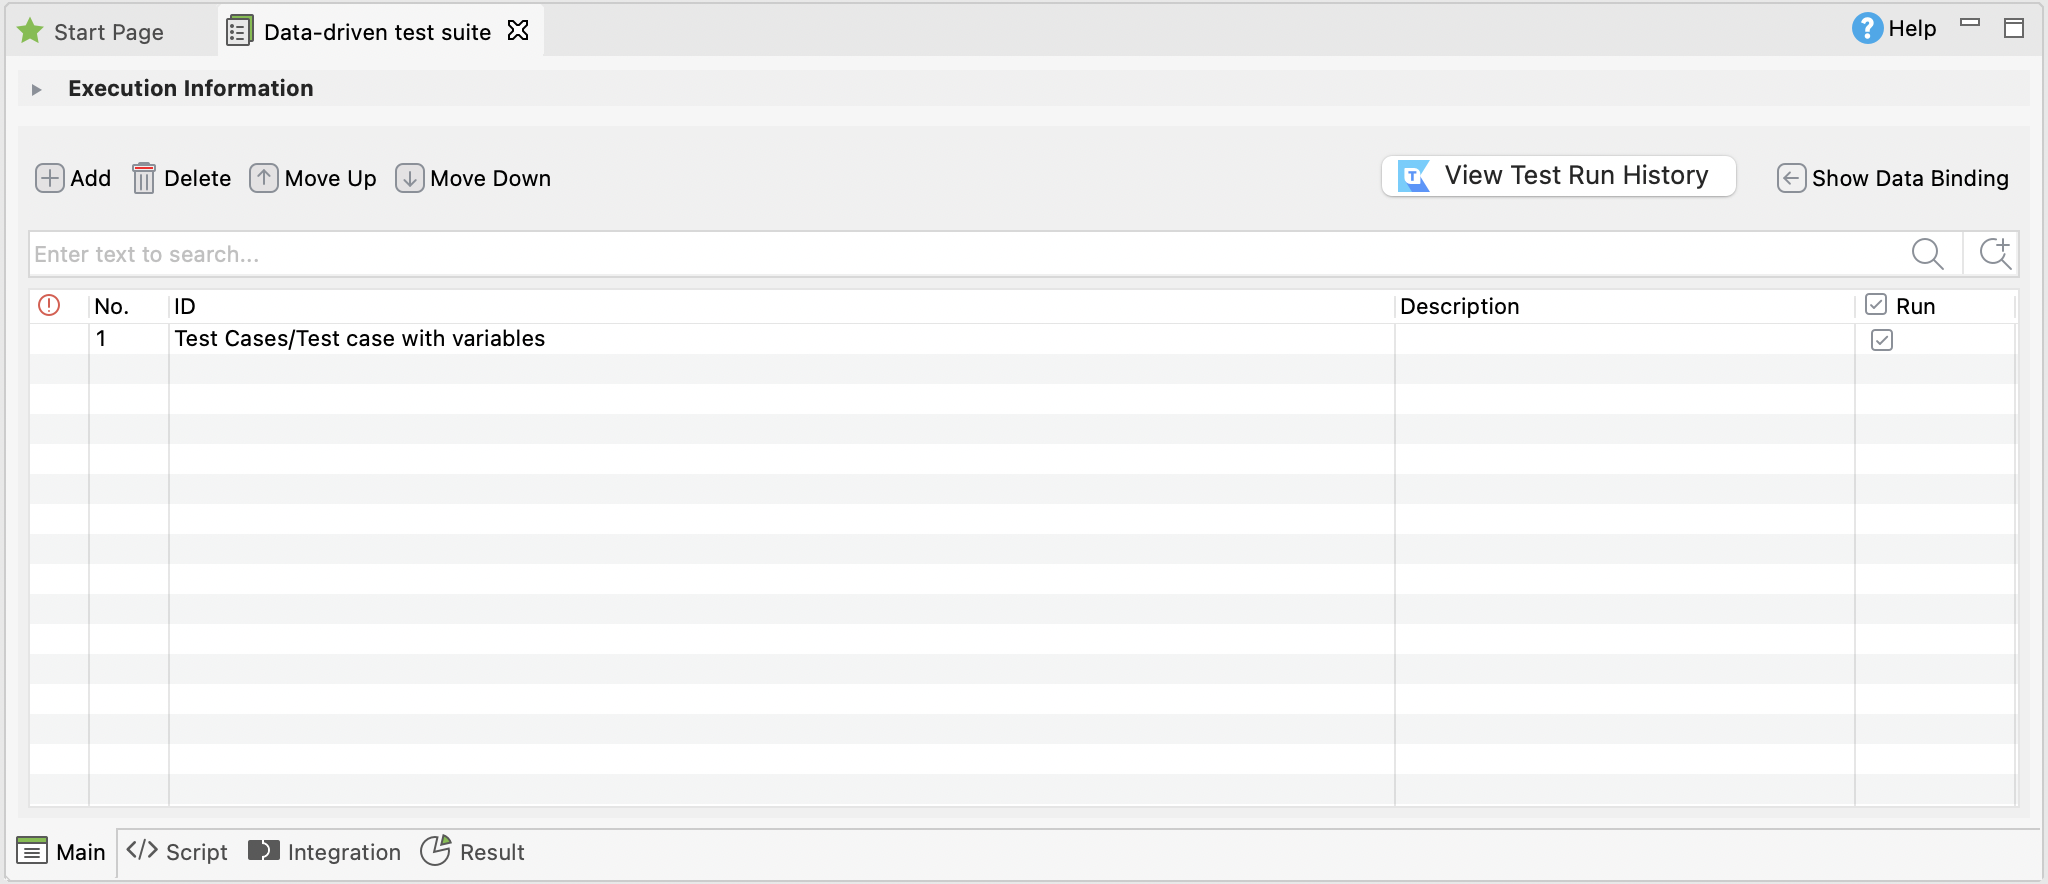 Start Page
Data-driven test suite
Help
Execution Information
Add
Delete
Move Up
Move Down
View Test Run History
Show Data Binding
Enter text to search...
No.
ID
Description
Run
1
Test Cases/Test case with variables
Main
Script
Integration
Result